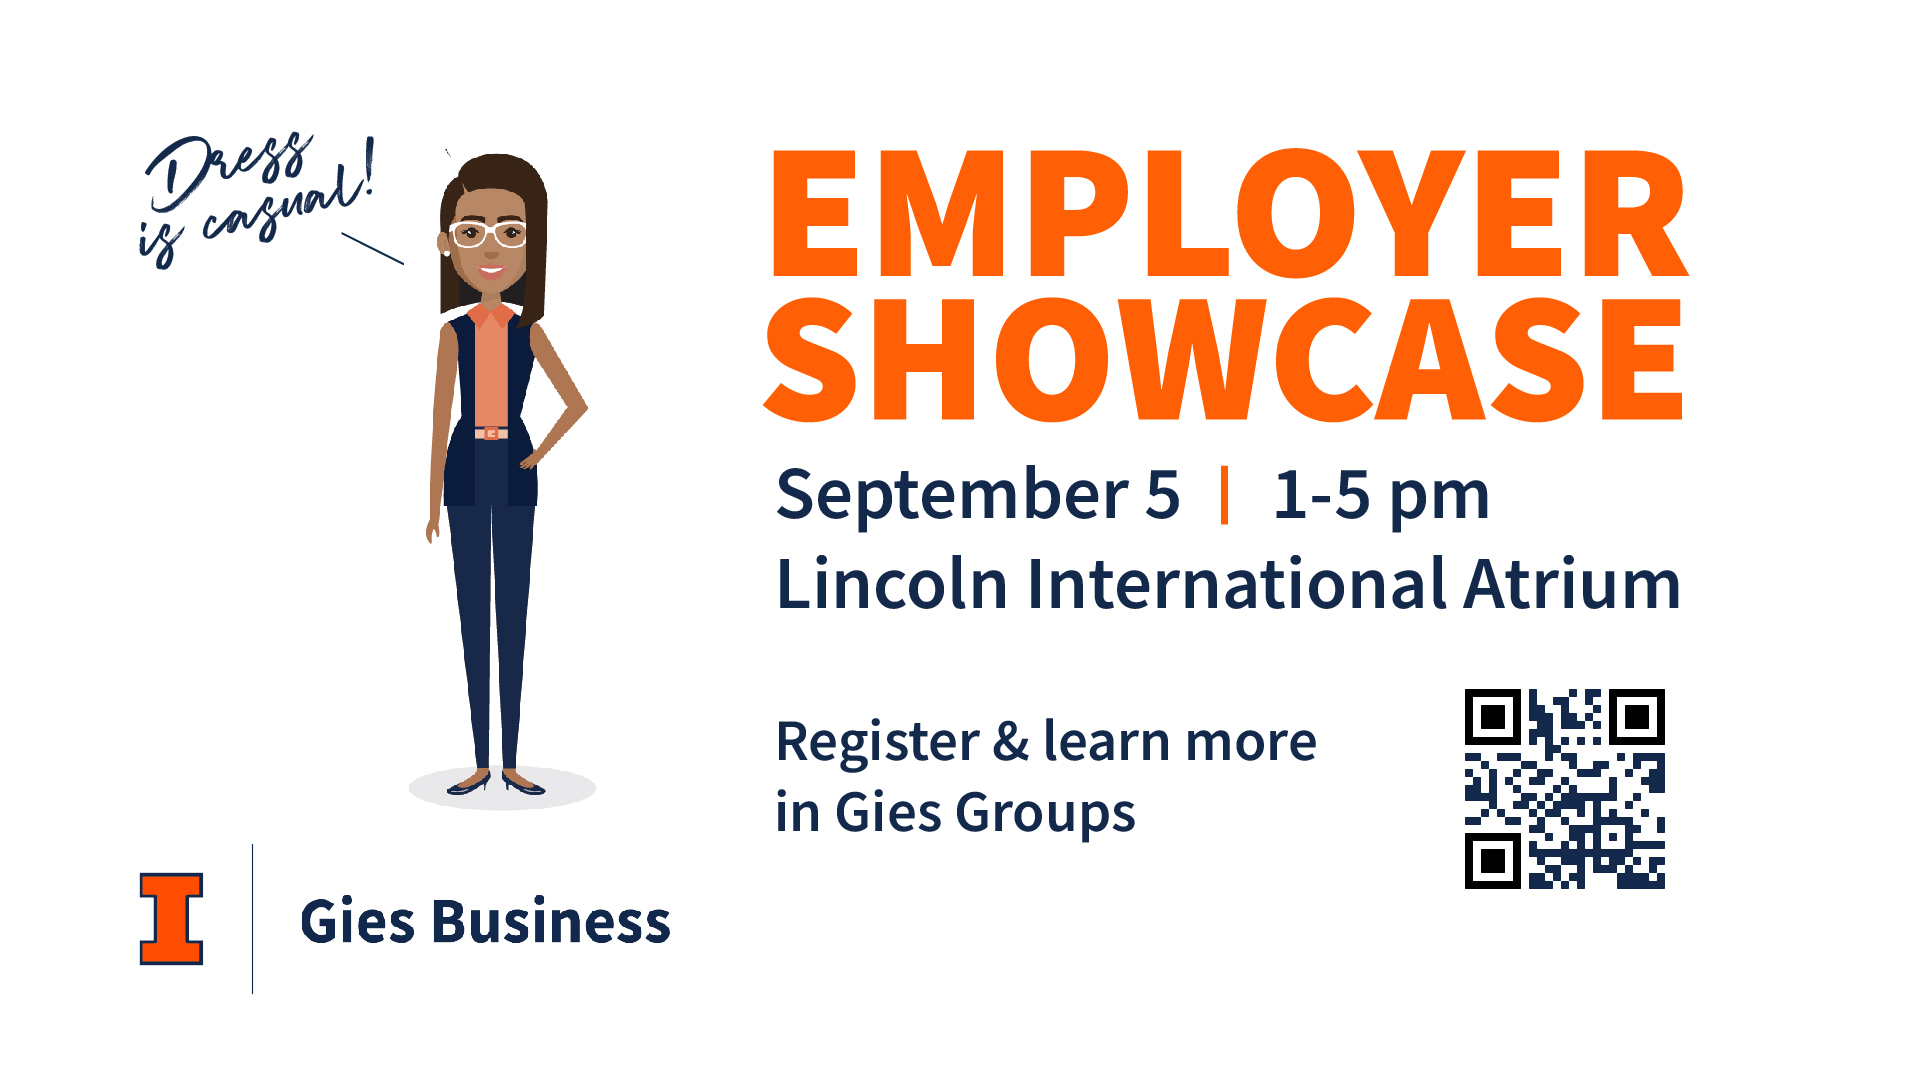 Dress
is casual!
EMPLOYER
SHOWCASE
September 5 | 1-5 pm
Lincoln International Atrium
Register & learn more
in Gies Groups
I | Gies Business